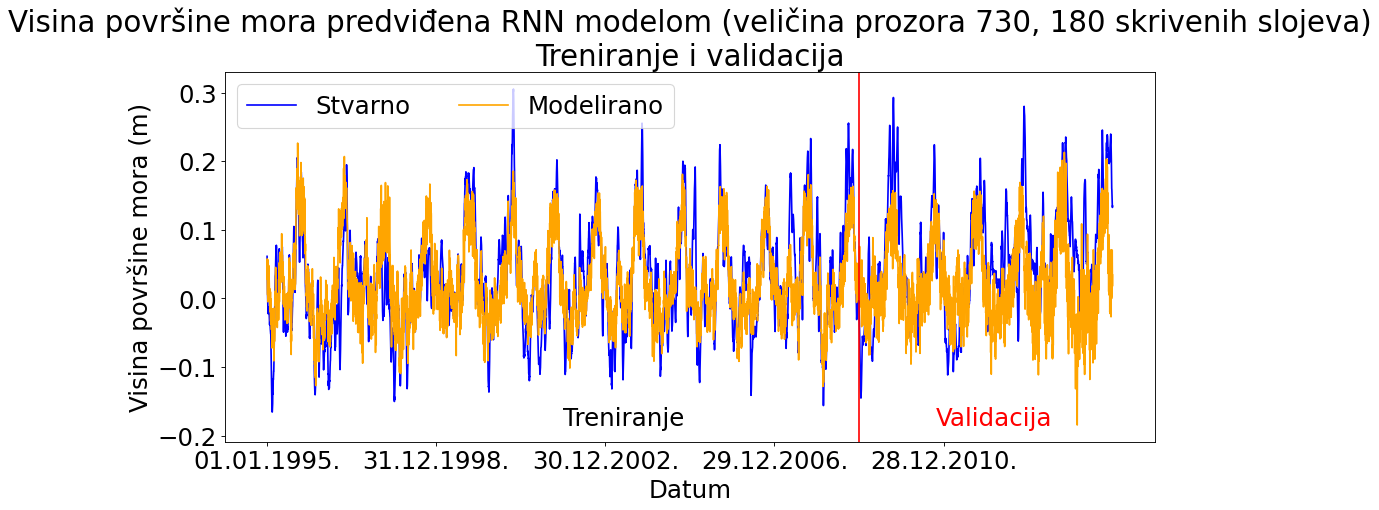 Visina površine mora predviđena RNN modelom (veličina prozora 730, 180 skrivenih slojeva)
Treniranje i validacija
Stvarno
Modelirano
Visina površine mora (m)
0.3
0.2
0.1
0.0
−0.1
−0.2
Treniranje
Validacija
01.01.1995.
31.12.1998.
30.12.2002.
29.12.2006.
28.12.2010.
Datum